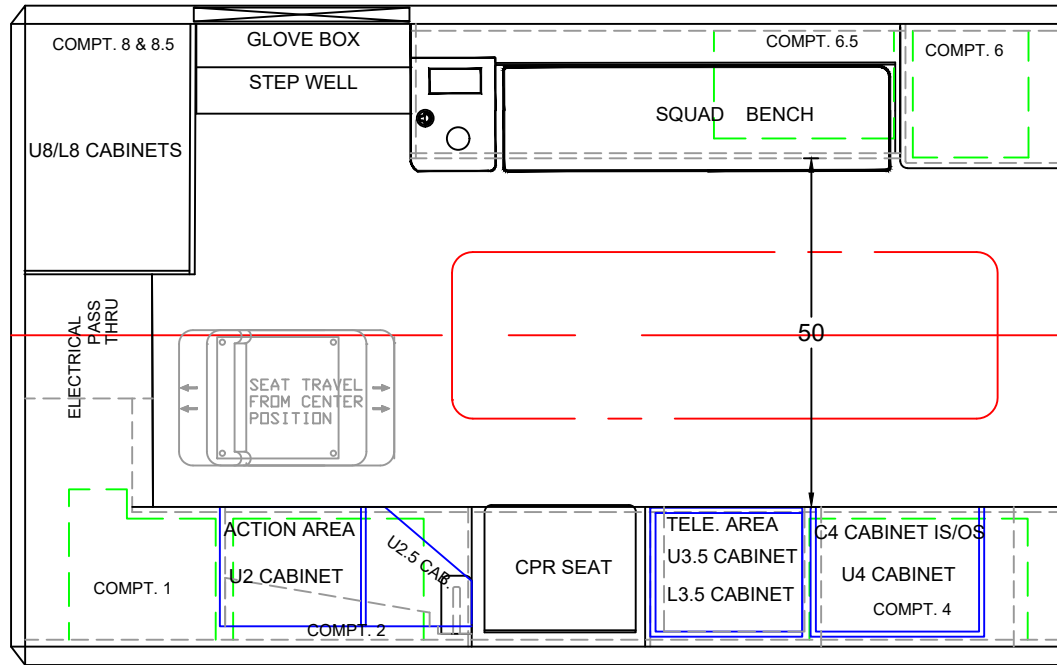 COMPT. 8 & 8.5
GLOVE BOX
COMPT. 6.5
COMPT. 6
STEP WELL
SQUAD BENCH
U8/L8 CABINETS
ELECTRICAL
PASS
THRU
50
SEAT TRAVEL
FROM CENTER
POSITION
ACTION AREA
U2 CABINET
COMPT. 1
COMPT. 2
U2.5 CAB.
CPR SEAT
TELE. AREA
U3.5 CABINET
L3.5 CABINET
C4 CABINET IS/OS
U4 CABINET
COMPT. 4